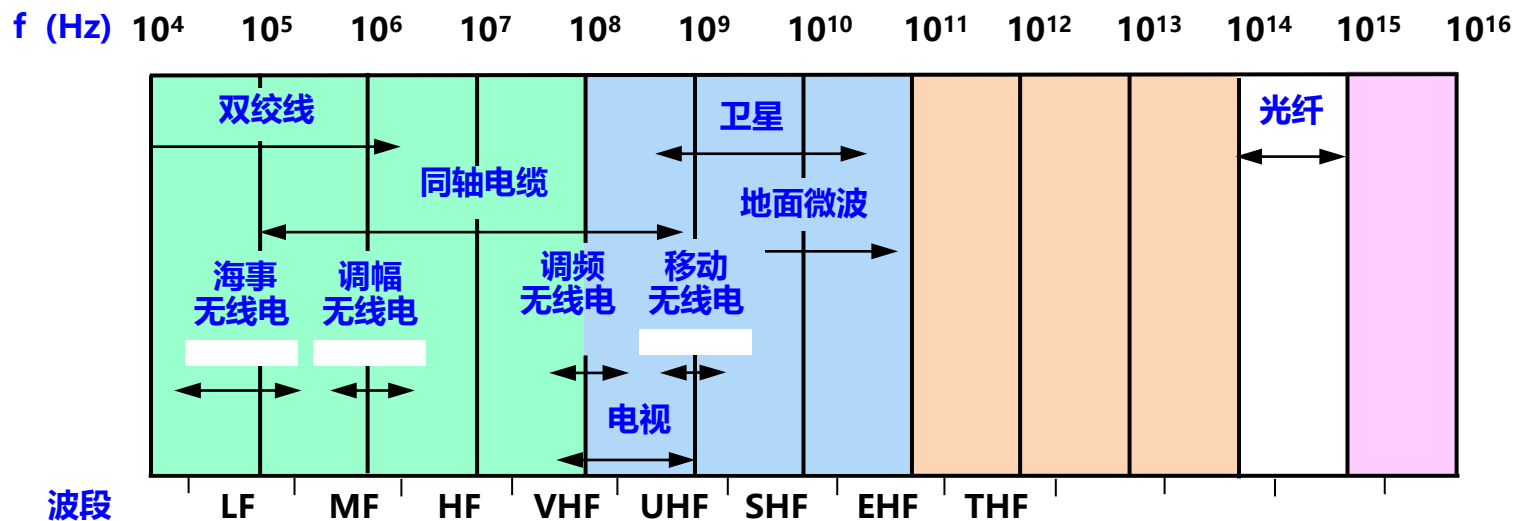 f (Hz) 10⁴ 10⁵ 10⁶ 10⁷ 10⁸ 10⁹ 10¹⁰ 10¹¹ 10¹² 10¹³ 10¹⁴ 10¹⁵ 10¹⁶
双绞线
卫星
光纤
同轴电缆
地面微波
海事
无线电
调幅
无线电
调频
无线电
移动
无线电
电视
波段 LF MF HF VHF UHF SHF EHF THF